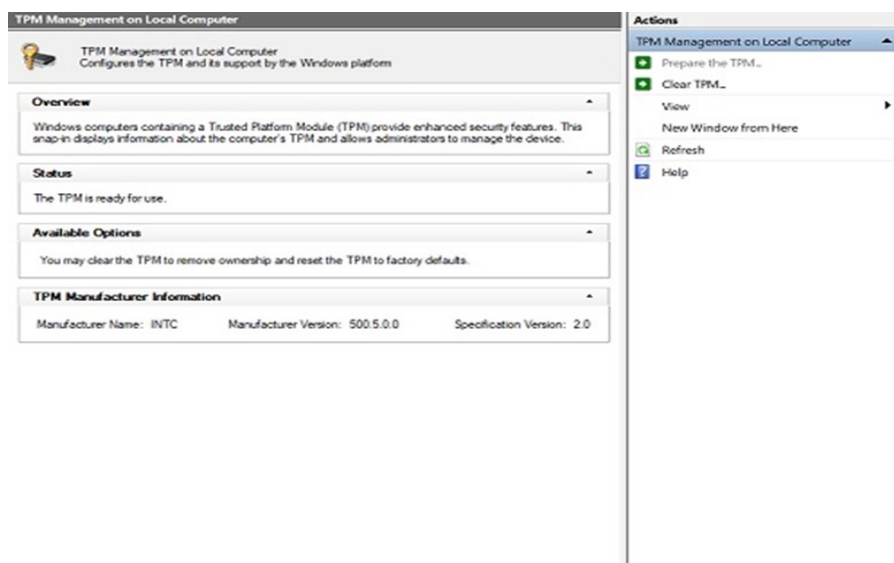 TPM Management on Local Computer
TPM Management on Local Computer
Configures the TPM and its support by the Windows platform
Overview
Windows computers containing a Trusted Platform Module (TPM) provide enhanced security features. This
snap-in displays information about the computer's TPM and allows administrators to manage the device.
Status
The TPM is ready for use.
Available Options
You may clear the TPM to remove ownership and reset the TPM to factory defaults.
TPM Manufacturer Information
Manufacturer Name: INTC Manufacturer Version: 500.5.0.0 Specification Version: 2.0
Actions
TPM Management on Local Computer
Prepare the TPM...
Clear TPM...
View
New Window from Here
Refresh
Help